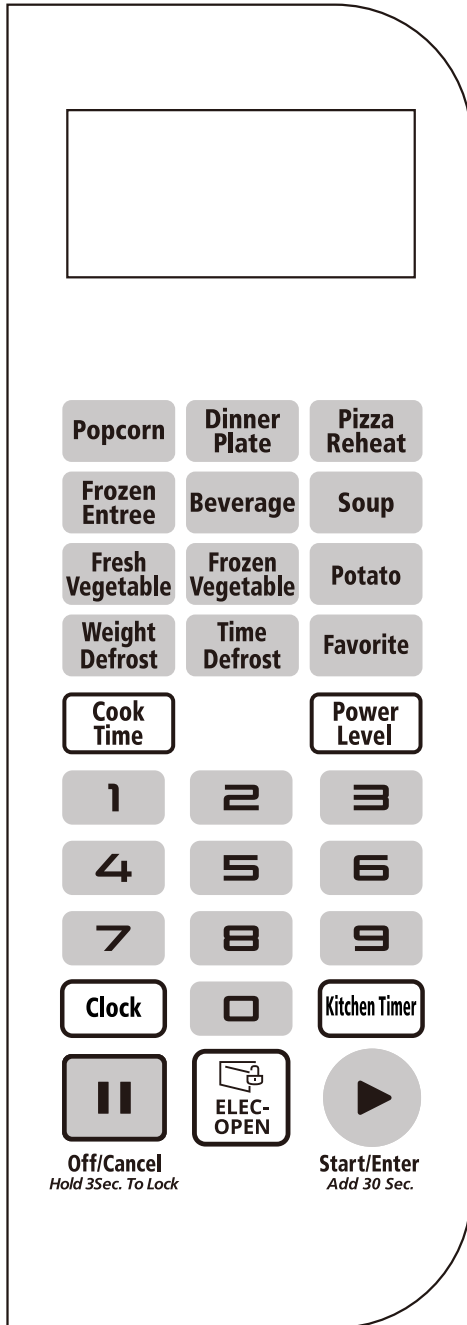 Popcorn
Dinner
Plate
Pizza
Reheat
Frozen
Entree
Beverage
Soup
Fresh
Vegetable
Frozen
Vegetable
Potato
Weight
Defrost
Time
Defrost
Favorite
Cook
Time
Power
Level
1
2
3
4
5
6
7
8
9
Clock
0
Kitchen Timer
ELEC-
OPEN
Off/Cancel
Hold 3Sec. To Lock
Start/Enter
Add 30 Sec.